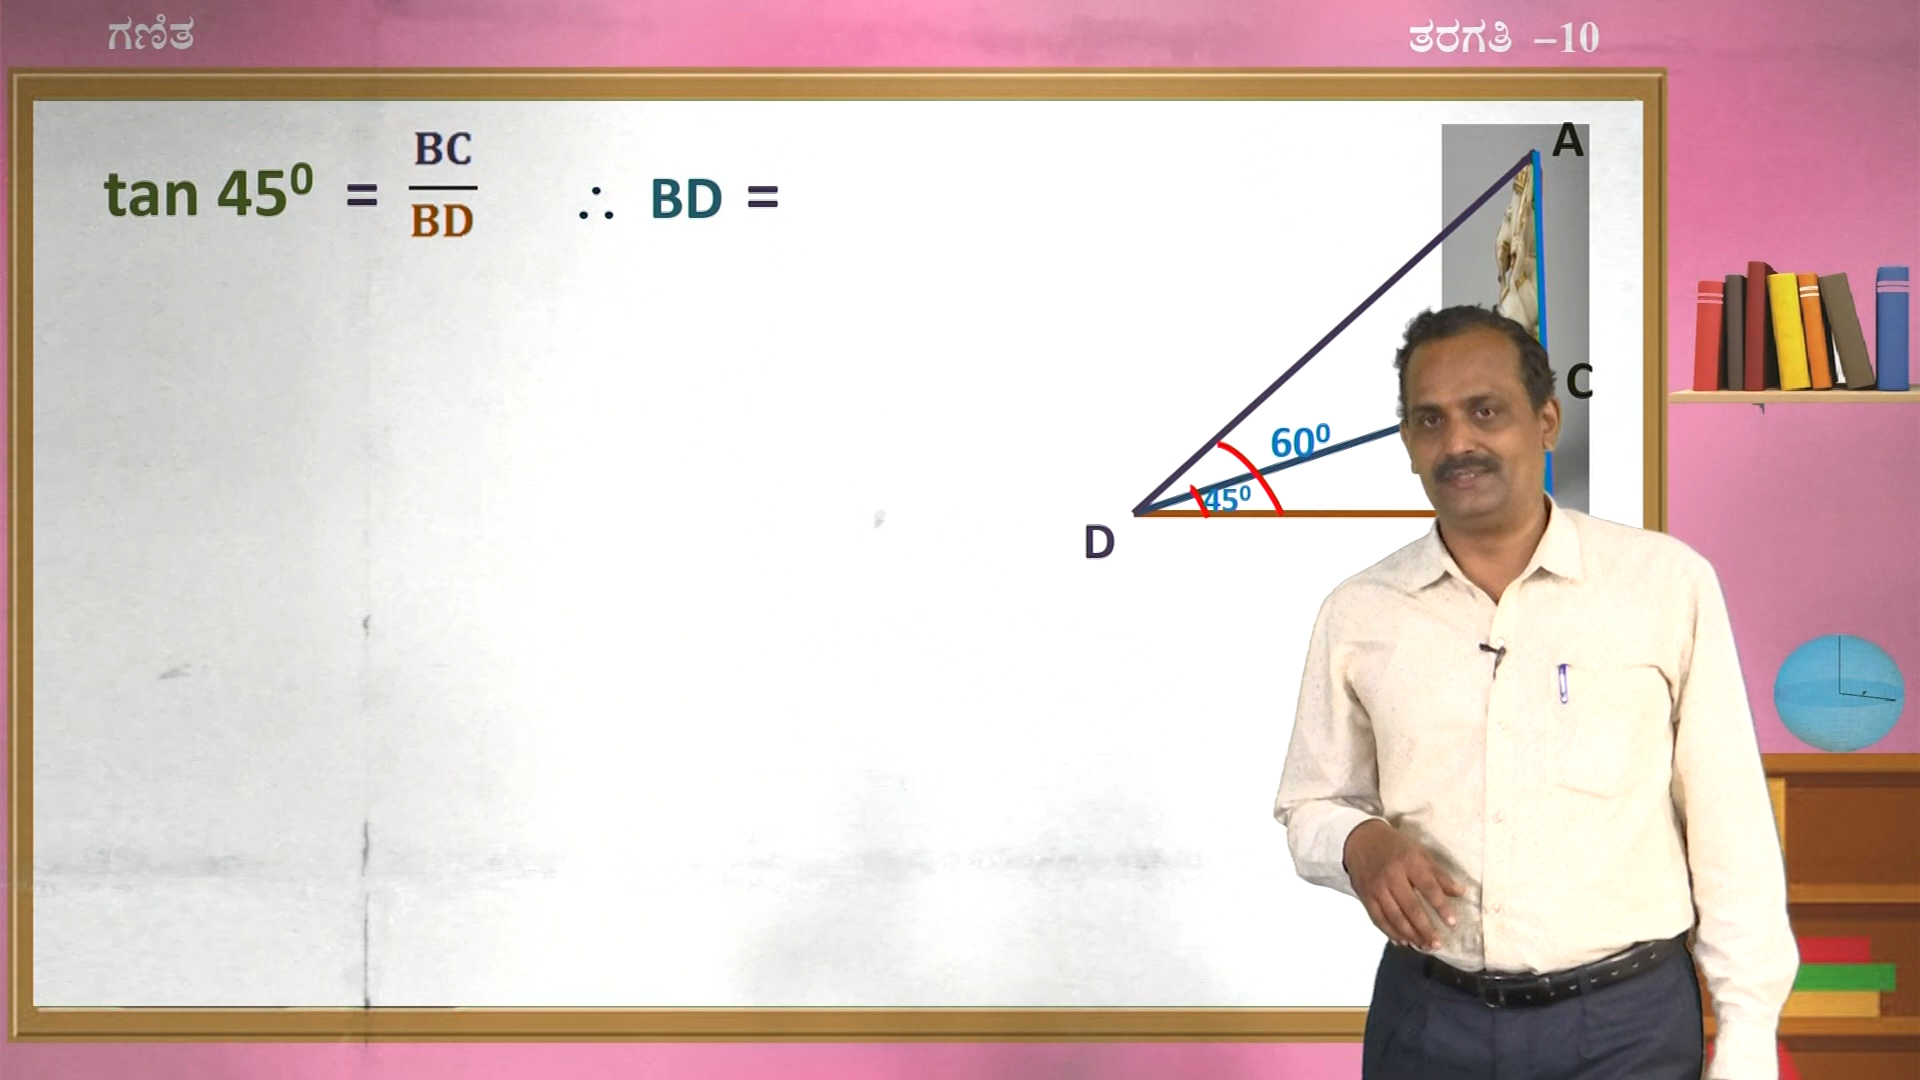 ಗಣಿತ
ತರಗತಿ –10
tan 45⁰ = BC/BD ∴ BD =
A
C
60⁰
45⁰
D